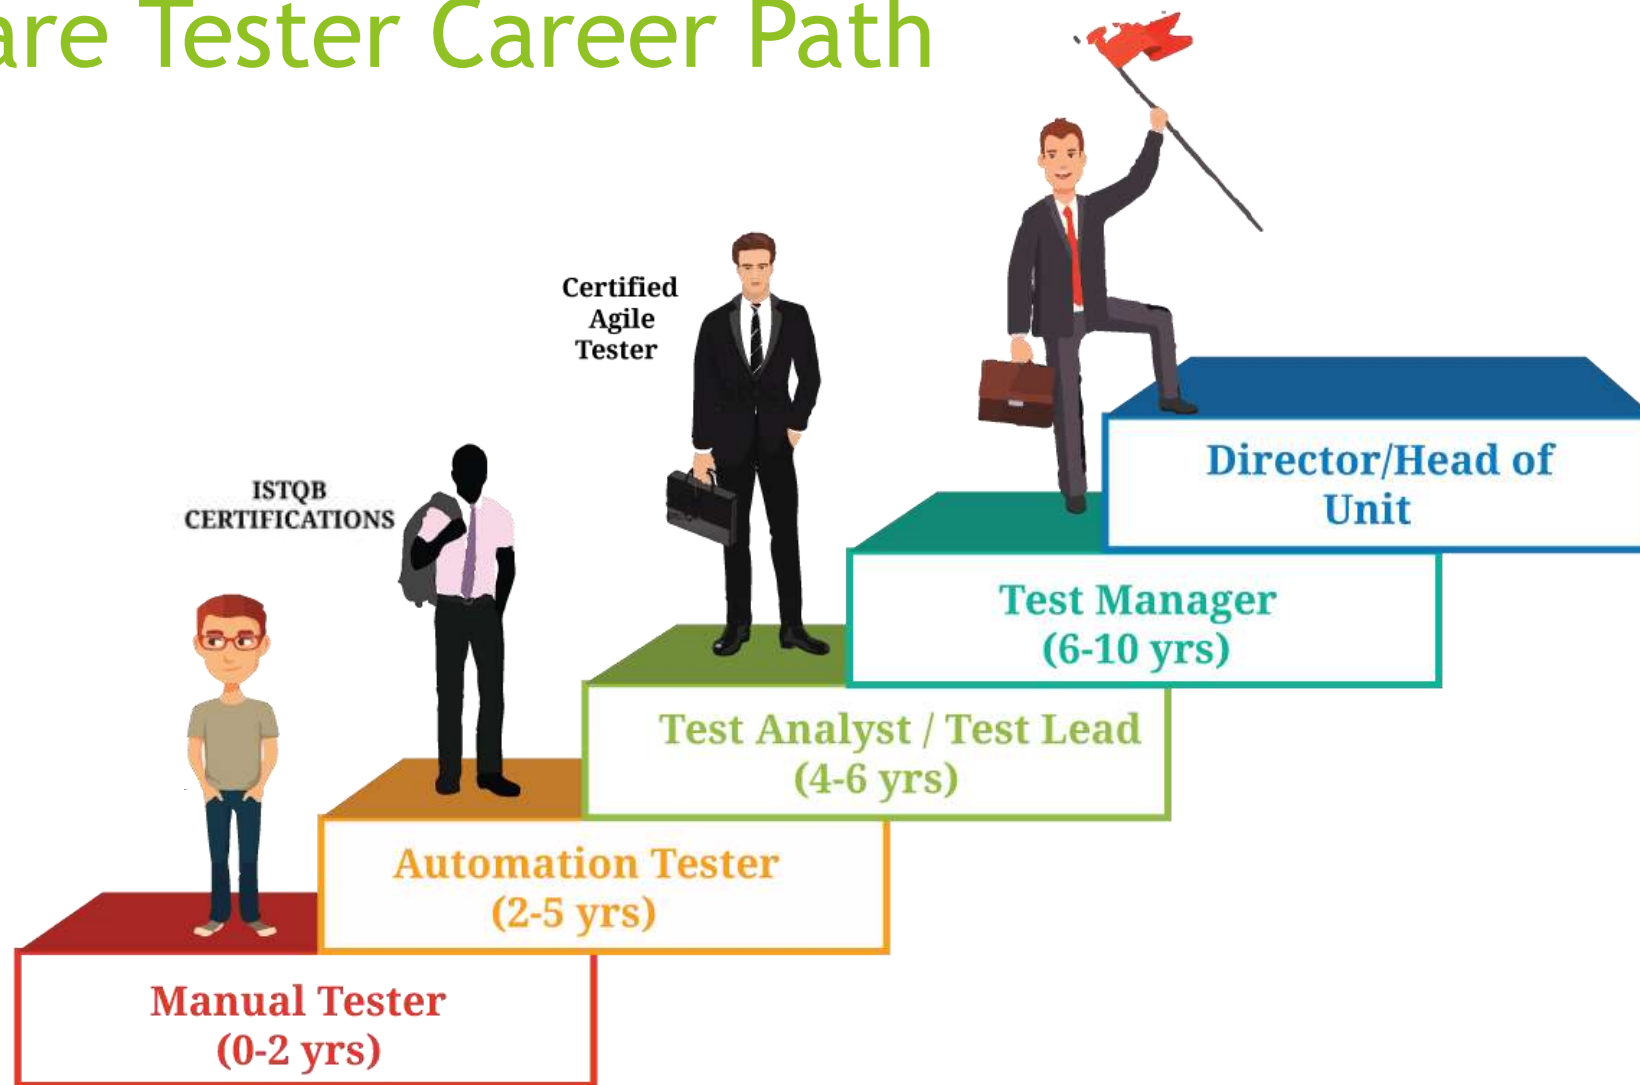 are Tester Career Path
Certified
Agile
Tester
ISTQB
CERTIFICATIONS
Director/Head of
Unit
Test Manager
(6-10 yrs)
Test Analyst / Test Lead
(4-6 yrs)
Automation Tester
(2-5 yrs)
Manual Tester
(0-2 yrs)